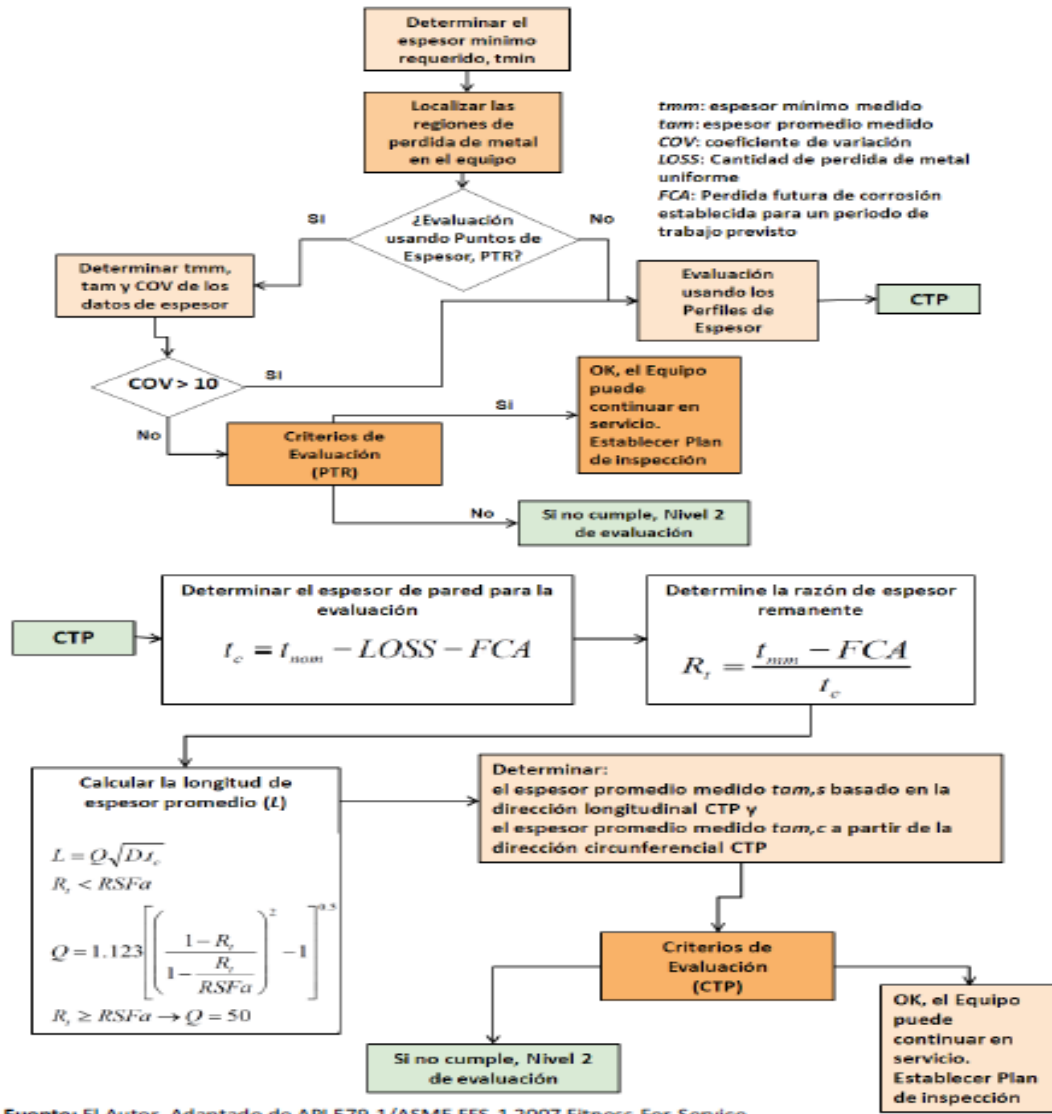 Determinar el
espesor mínimo
requerido, tmin
Localizar las
regiones de
perdida de metal
en el equipo
tmm: espesor mínimo medido
tam: espesor promedio medido
COV: coeficiente de variación
LOSS: Cantidad de perdida de metal
uniforme
FCA: Perdida futura de corrosión
establecida para un periodo de
trabajo previsto
Si
¿Evaluación
usando Puntos de
Espesor, PTR?
No
Determinar tmm,
tam y COV de los
datos de espesor
Evaluación
usando los
Perfiles de
Espesor
CTP
COV > 10
Si
No
Criterios de
Evaluación
(PTR)
Si
OK, el Equipo
puede
continuar en
servicio.
Establecer Plan
de inspección
No
Si no cumple, Nivel 2
de evaluación
CTP
Determinar el espesor de pared para la
evaluación
t_c = t_nom − LOSS − FCA
Determine la razón de espesor
remanente
R_t = (t_mm − FCA) / t_c
Calcular la longitud de
espesor promedio (L)
L = Q√(D.t_c)
R_t < RSFa
Q = 1.123[((1 − R_t) / (1 − R_t/RSFa))^2 − 1]^0.5
R_t ≥ RSFa → Q = 50
Determinar:
el espesor promedio medido tam,s basado en la
dirección longitudinal CTP y
el espesor promedio medido tam,c a partir de la
dirección circunferencial CTP
Criterios de
Evaluación
(CTP)
Si no cumple, Nivel 2
de evaluación
OK, el Equipo
puede
continuar en
servicio.
Establecer Plan
de inspección
Fuente: El Autor. Adaptado de API 579-1/ASME FFS-1 2007 Fitness-For-Service